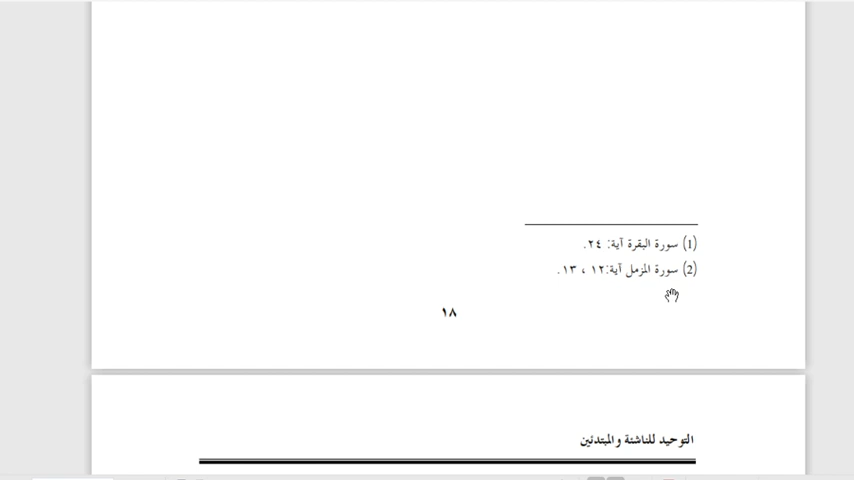 (1) سورة البقرة آية: ٢٤.
(2) سورة المزمل آية:١٢ ، ١٣.
١٨
التوحيد للناشئة والمبتدئين